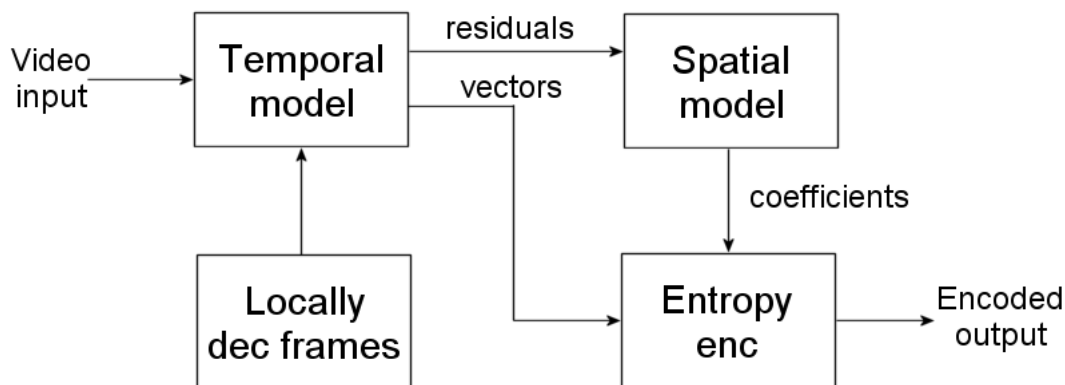 Video
input
Temporal
model
residuals
vectors
Spatial
model
coefficients
Locally
dec frames
Entropy
enc
Encoded
output